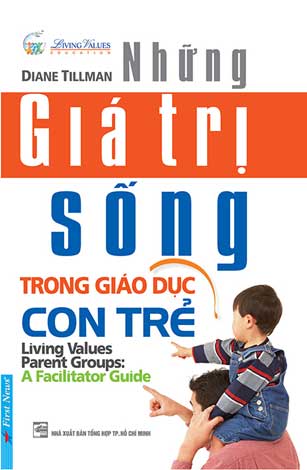 LIVING VALUES
EDUCATION
DIANE TILLMAN
Những
Giá trị
sống
TRONG GIÁO DỤC
CON TRẺ
Living Values
Parent Groups:
A Facilitator Guide
First News
NHÀ XUẤT BẢN TỔNG HỢP TP. HỒ CHÍ MINH